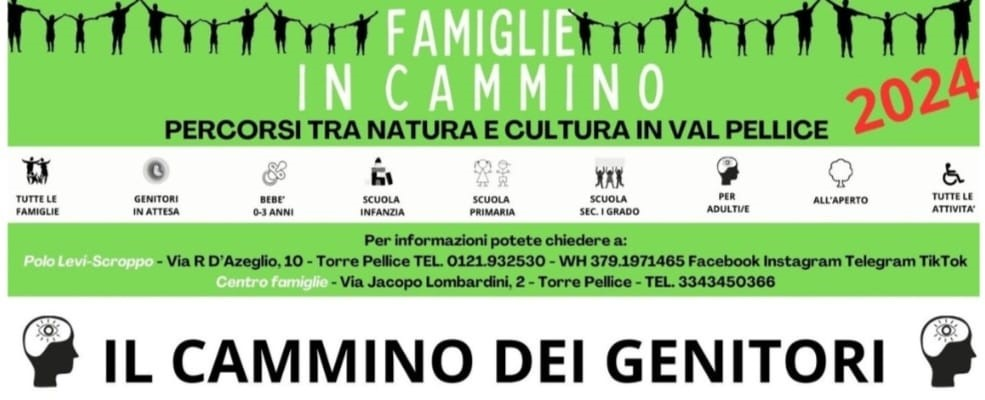 FAMIGLIE
IN CAMMINO
2024
PERCORSI TRA NATURA E CULTURA IN VAL PELLICE
TUTTE LE
FAMIGLIE
GENITORI
IN ATTESA
BEBE'
0-3 ANNI
SCUOLA
INFANZIA
SCUOLA
PRIMARIA
SCUOLA
SEC. I GRADO
PER
ADULTI/E
ALL'APERTO
TUTTE LE
ATTIVITA'
Per informazioni potete chiedere a:
Polo Levi-Scroppo - Via R D'Azeglio, 10 - Torre Pellice TEL. 0121.932530 - WH 379.1971465 Facebook Instagram Telegram TikTok
Centro famiglie - Via Jacopo Lombardini, 2 - Torre Pellice - TEL. 3343450366
IL CAMMINO DEI GENITORI